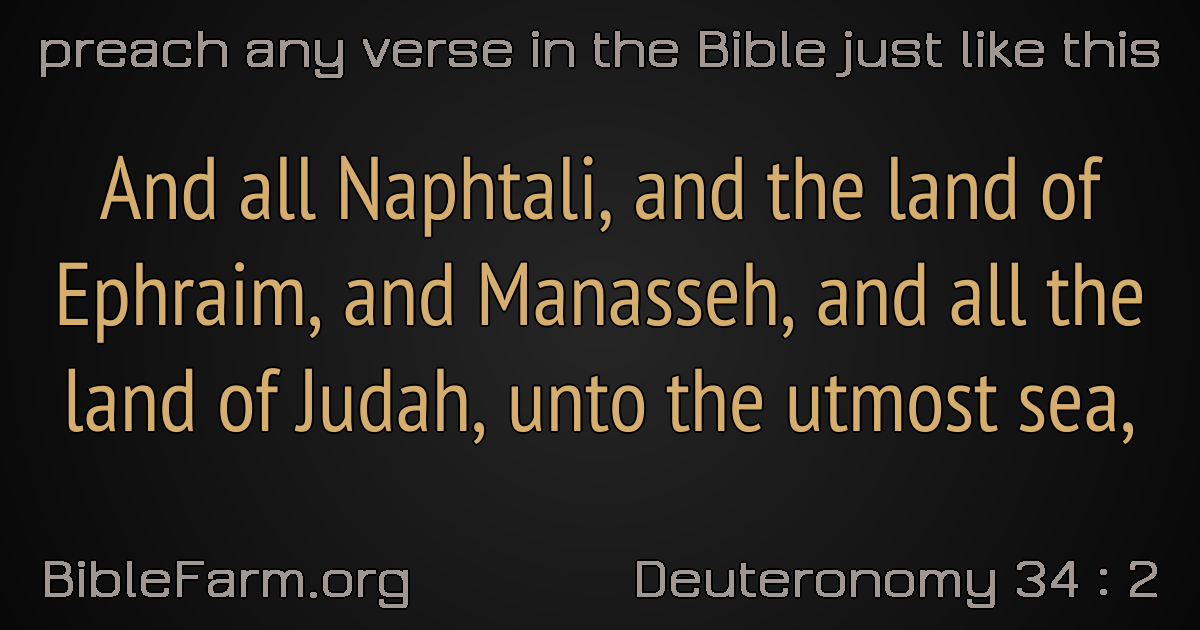 preach any verse in the Bible just like this
And all Naphtali, and the land of
Ephraim, and Manasseh, and all the
land of Judah, unto the utmost sea,
BibleFarm.org
Deuteronomy 34 : 2